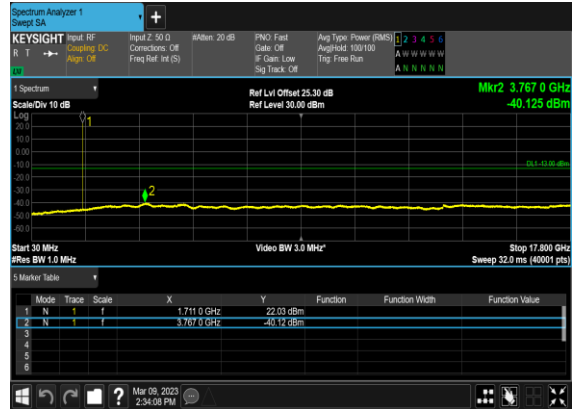 Spectrum Analyzer 1
Swept SA
+
KEYSIGHT Input: RF Input Z: 50 Ω #Atten: 20 dB PNO: Fast Avg Type: Power (RMS) 1 2 3 4 5 6
R T Coupling: DC Corrections: Off Gate: Off Avg|Hold: 100/100 A W W W W W
Align: Off Freq Ref: Int (S) IF Gain: Low Trig: Free Run
Sig Track: Off A N N N N N
1 Spectrum Ref Lvl Offset 25.30 dB Mkr2 3.767 0 GHz
Scale/Div 10 dB Ref Level 30.00 dBm -40.125 dBm
Log
20.0
10.0
0.00
-10.0
-20.0
-30.0
-40.0
-50.0
-60.0
1
DL1 -13.00 dBm
2
Start 30 MHz Video BW 3.0 MHz* Stop 17.800 GHz
#Res BW 1.0 MHz Sweep 32.0 ms (40001 pts)
5 Marker Table
Mode Trace Scale X Y Function Function Width Function Value
1 N 1 f 1.711 0 GHz 22.03 dBm
2 N 1 f 3.767 0 GHz -40.12 dBm
3
4
5
6
? Mar 09, 2023
2:34:08 PM